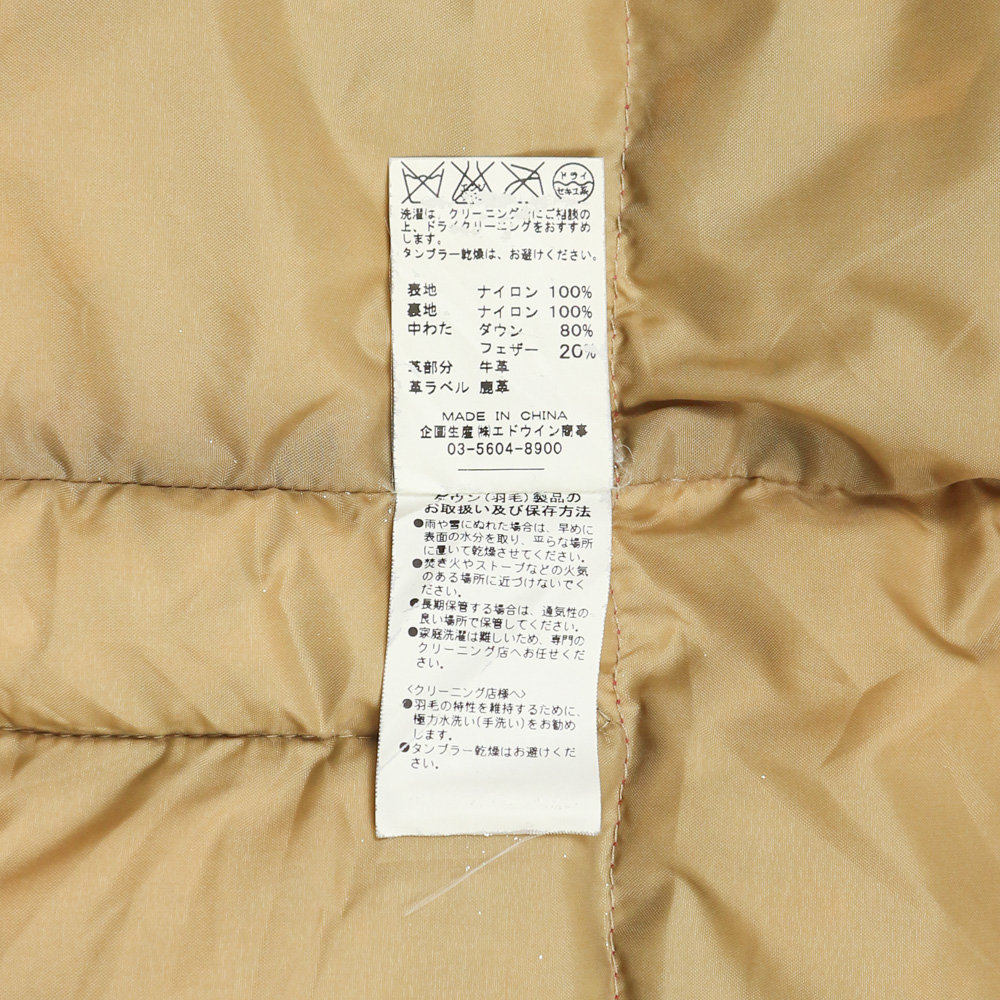 エンソ
ドライ
セキユ系
洗濯は、クリーニング にご相談の
上、ドライクリーニングをおすすめ
します。
タンブラー乾燥は、お避けください。
表地 ナイロン 100%
裏地 ナイロン 100%
中わた ダウン 80%
フェザー 20%
革部分 牛革
革ラベル 鹿革
MADE IN CHINA
企画生産 ㈱エドウイン商事
03-5604-8900
ダウン(羽毛)製品の
お取扱い及び保存方法
●雨や雪にぬれた場合は、早めに
表面の水分を取り、平らな場所
に置いて乾燥させてください。
●焚き火やストーブなどの火気
のある場所に近づけないでく
ださい。
●長期保管する場合は、通気性の
良い場所で保管してください。
●家庭洗濯は難しいため、専門の
クリーニング店へお任せくだ
さい。
〈クリーニング店様へ〉
●羽毛の特性を維持するために、
極力水洗い(手洗い)をお勧め
します。
●タンブラー乾燥はお避けくだ
さい。